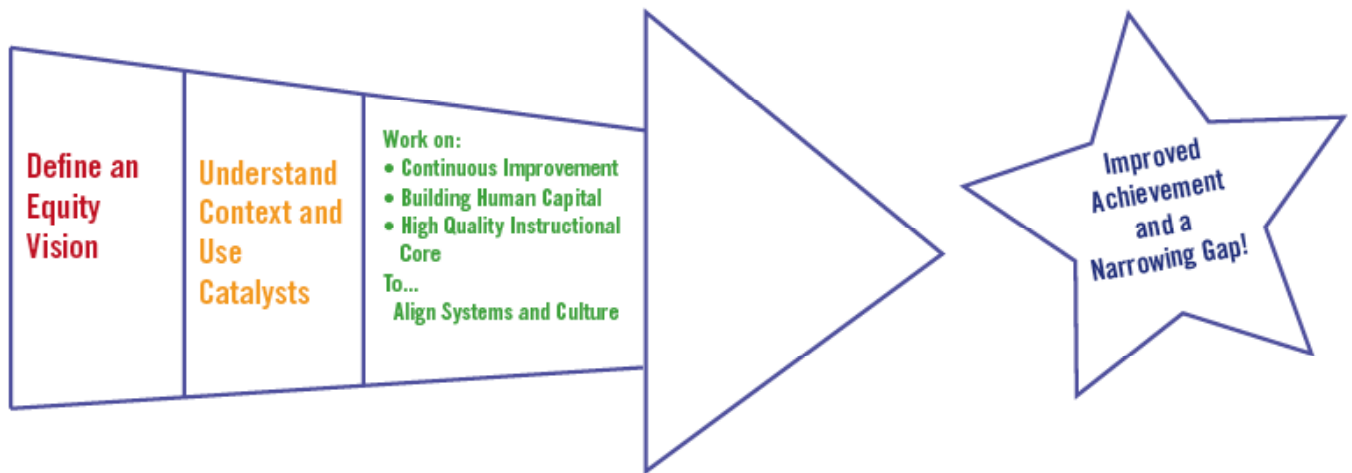 Define an
Equity
Vision
Understand
Context and
Use
Catalysts
Work on:
• Continuous Improvement
• Building Human Capital
• High Quality Instructional
Core
To...
Align Systems and Culture
Improved
Achievement
and a
Narrowing Gap!